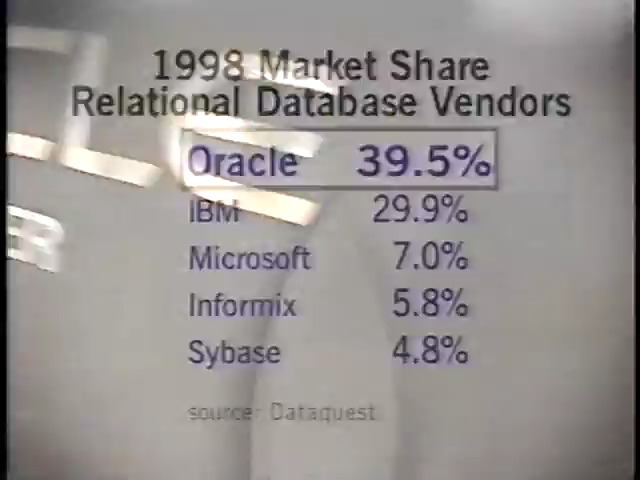 1998 Market Share
Relational Database Vendors
Oracle 39.5%
IBM 29.9%
Microsoft 7.0%
Informix 5.8%
Sybase 4.8%
source: Dataquest